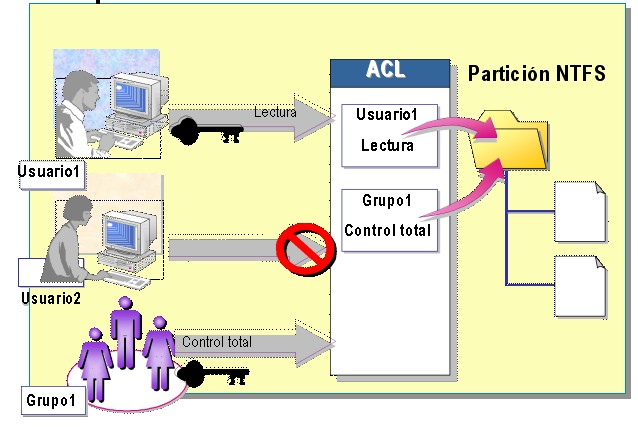 ACL
Partición NTFS
Lectura
Usuario1
Lectura
Usuario1
Grupo1
Control total
Usuario2
Control total
Grupo1